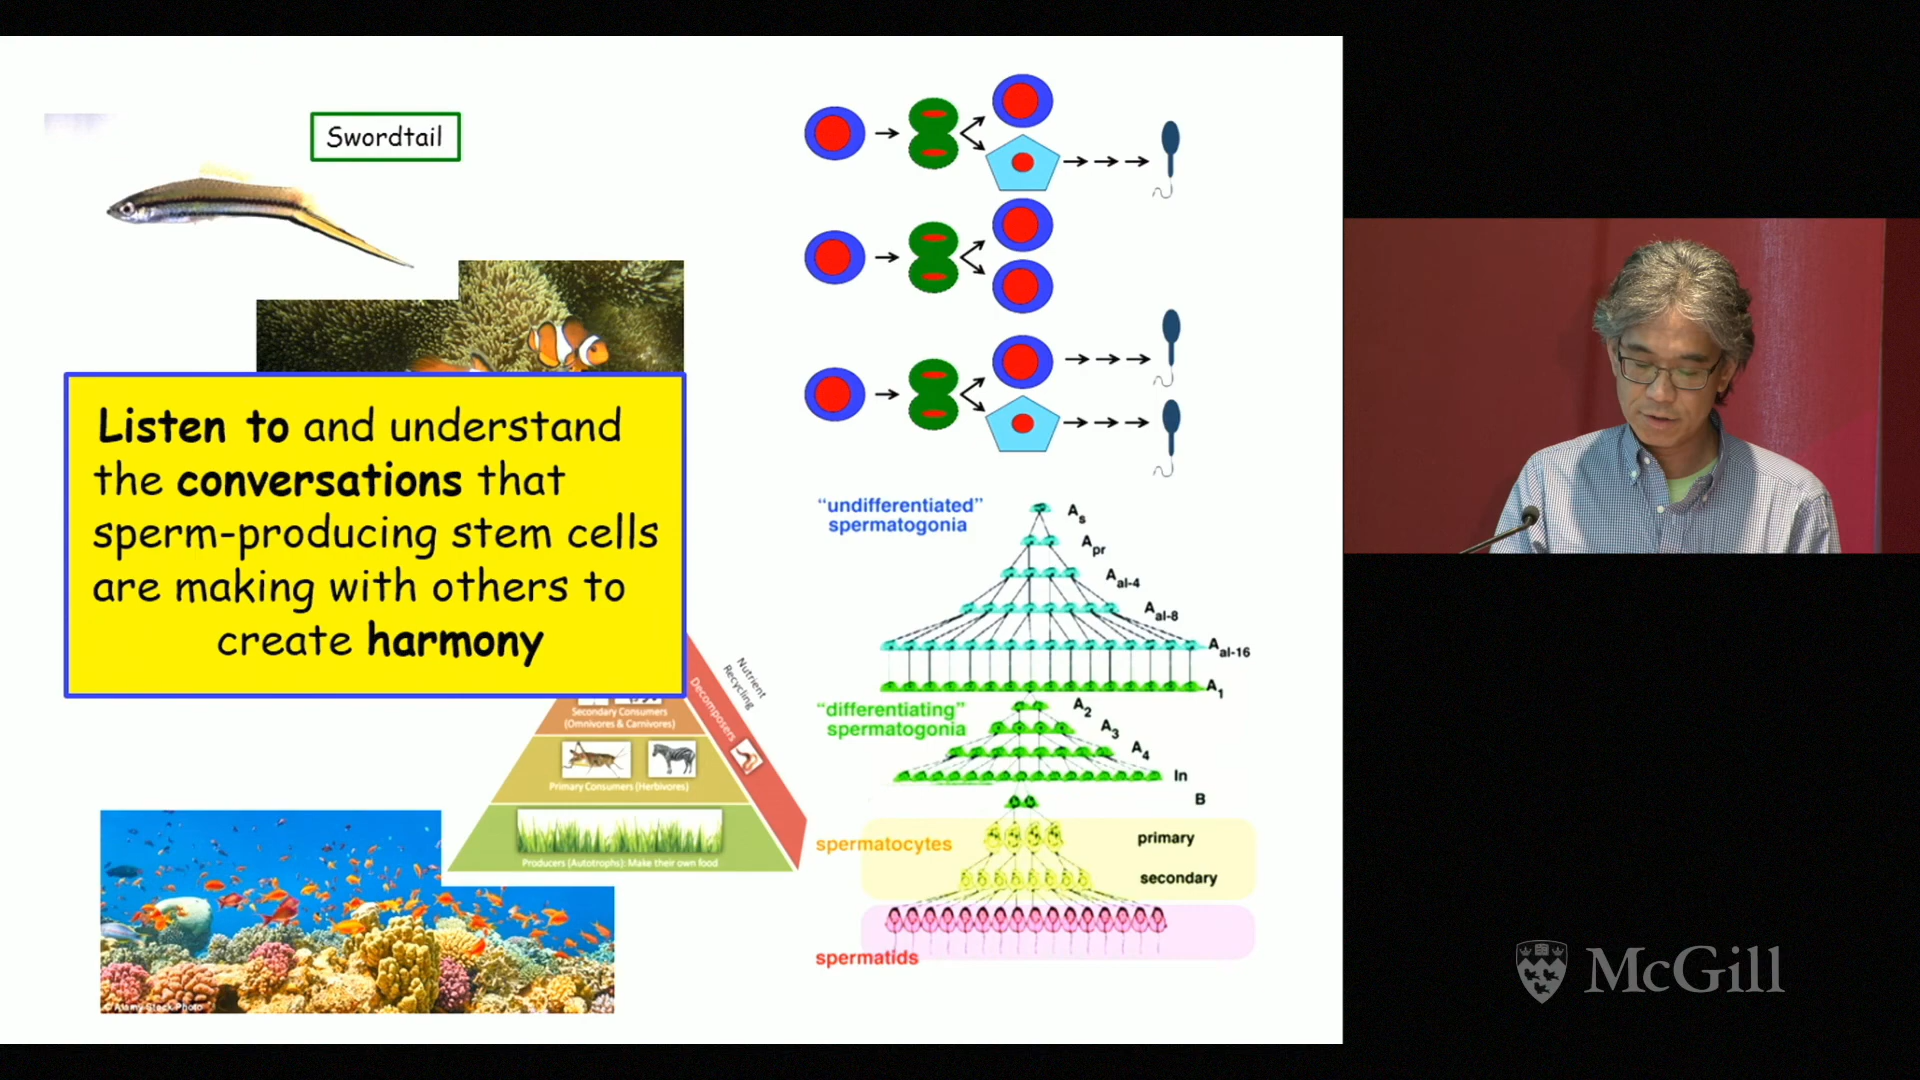 Swordtail
Listen to and understand
the conversations that
sperm-producing stem cells
are making with others to
create harmony
Nutrient
Recycling
Decomposers
Secondary Consumers
(Omnivores & Carnivores)
Primary Consumers (Herbivores)
Producers (Autotrophs): Make their own food
© Alamy Stock Photo
"undifferentiated"
spermatogonia
As
Apr
Aal-4
Aal-8
Aal-16
A1
"differentiating"
spermatogonia
A2
A3
A4
In
B
spermatocytes
primary
secondary
spermatids
McGill